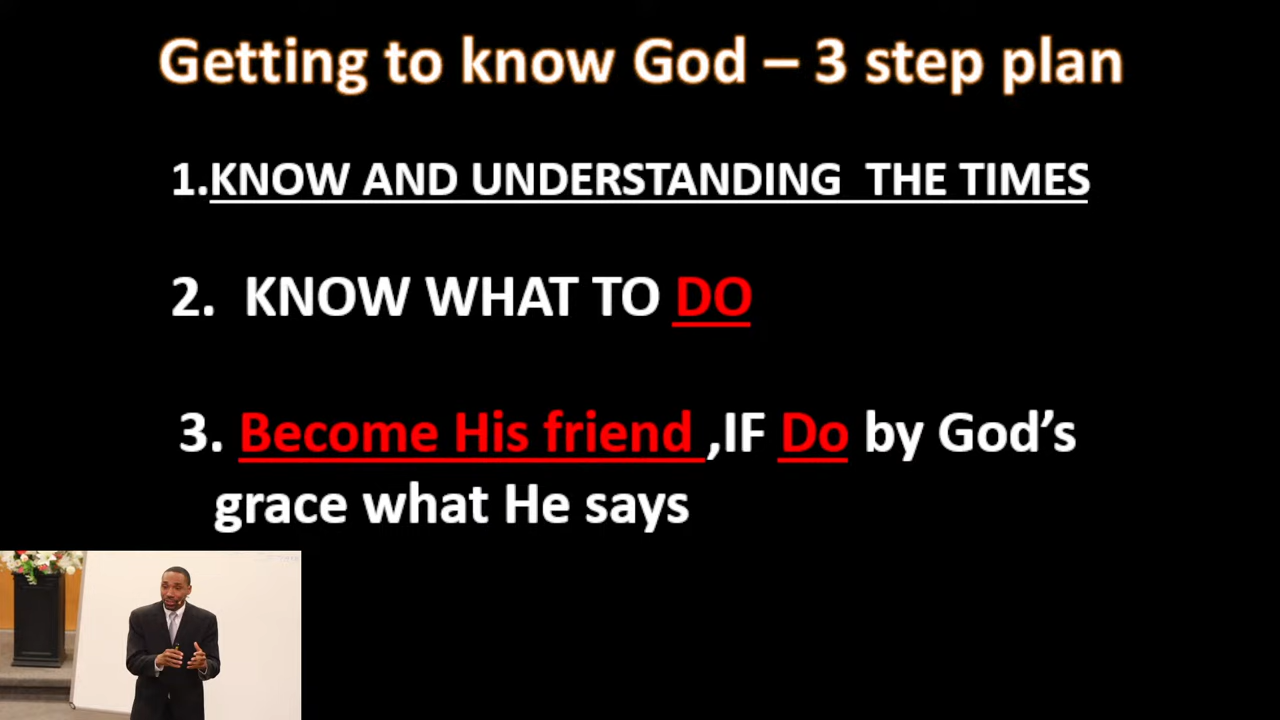 Getting to know God – 3 step plan
1.KNOW AND UNDERSTANDING  THE TIMES
2.  KNOW WHAT TO DO
3. Become His friend ,IF Do by God’s
grace what He says